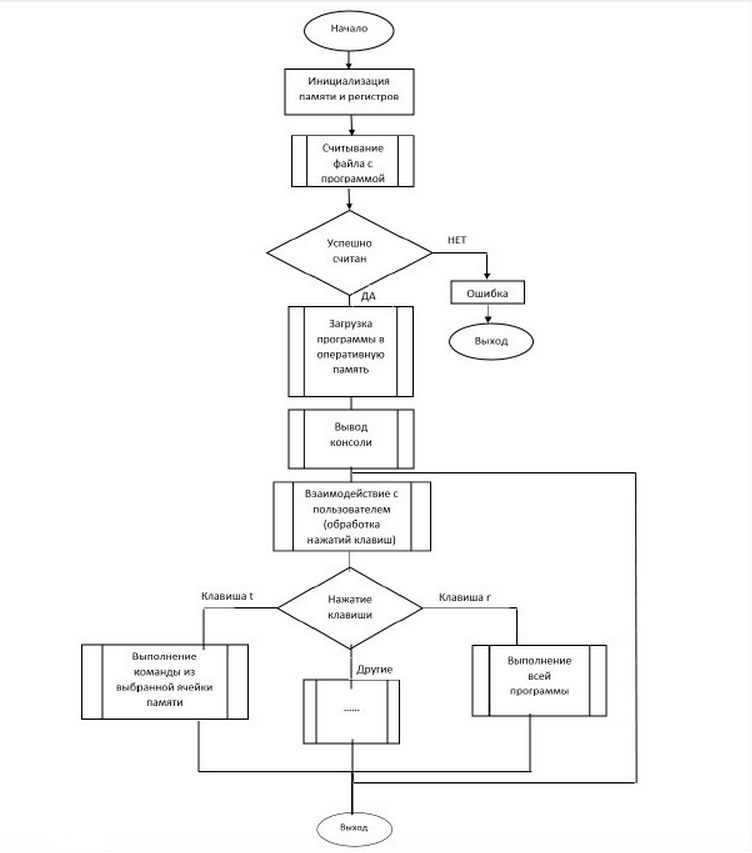 Начало
Инициализация
памяти и регистров
Считывание
файла с
программой
Успешно
считан
НЕТ
Ошибка
Выход
ДА
Загрузка
программы в
оперативную
память
Вывод
консоли
Взаимодействие с
пользователем
(обработка
нажатий клавиш)
Нажатие
клавиши
Клавиша t
Клавиша r
Другие
Выполнение
команды из
выбранной ячейки
памяти
......
Выполнение
всей
программы
Выход